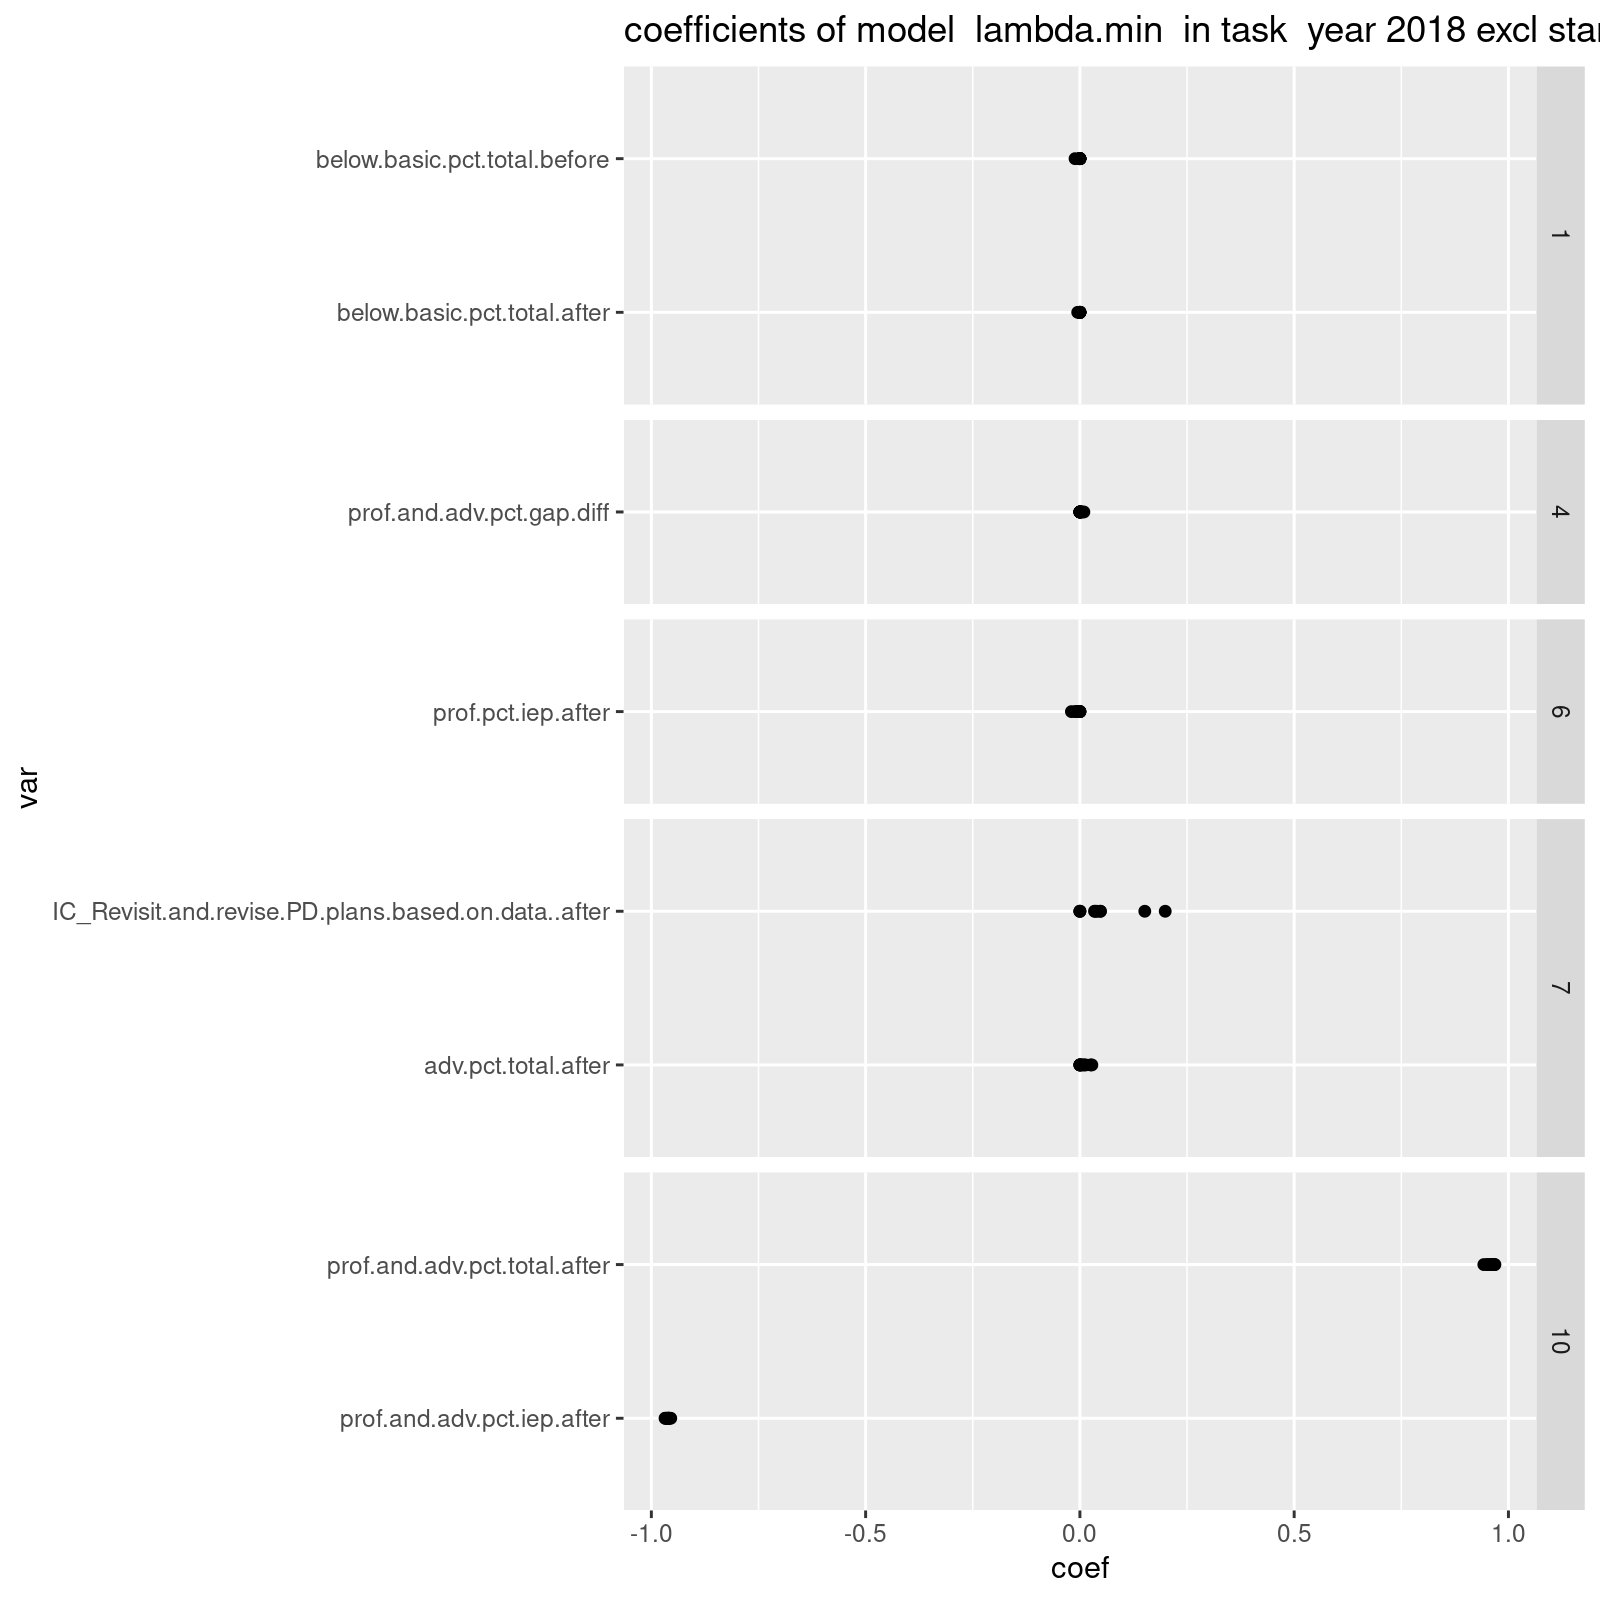 coefficients of model  lambda.min  in task  year 2018 excl
below.basic.pct.total.before
1
below.basic.pct.total.after
prof.and.adv.pct.gap.diff
4
prof.pct.iep.after
6
var
IC_Revisit.and.revise.PD.plans.based.on.data..after
7
adv.pct.total.after
prof.and.adv.pct.total.after
10
prof.and.adv.pct.iep.after
-1.0 -0.5 0.0 0.5 1.0
coef